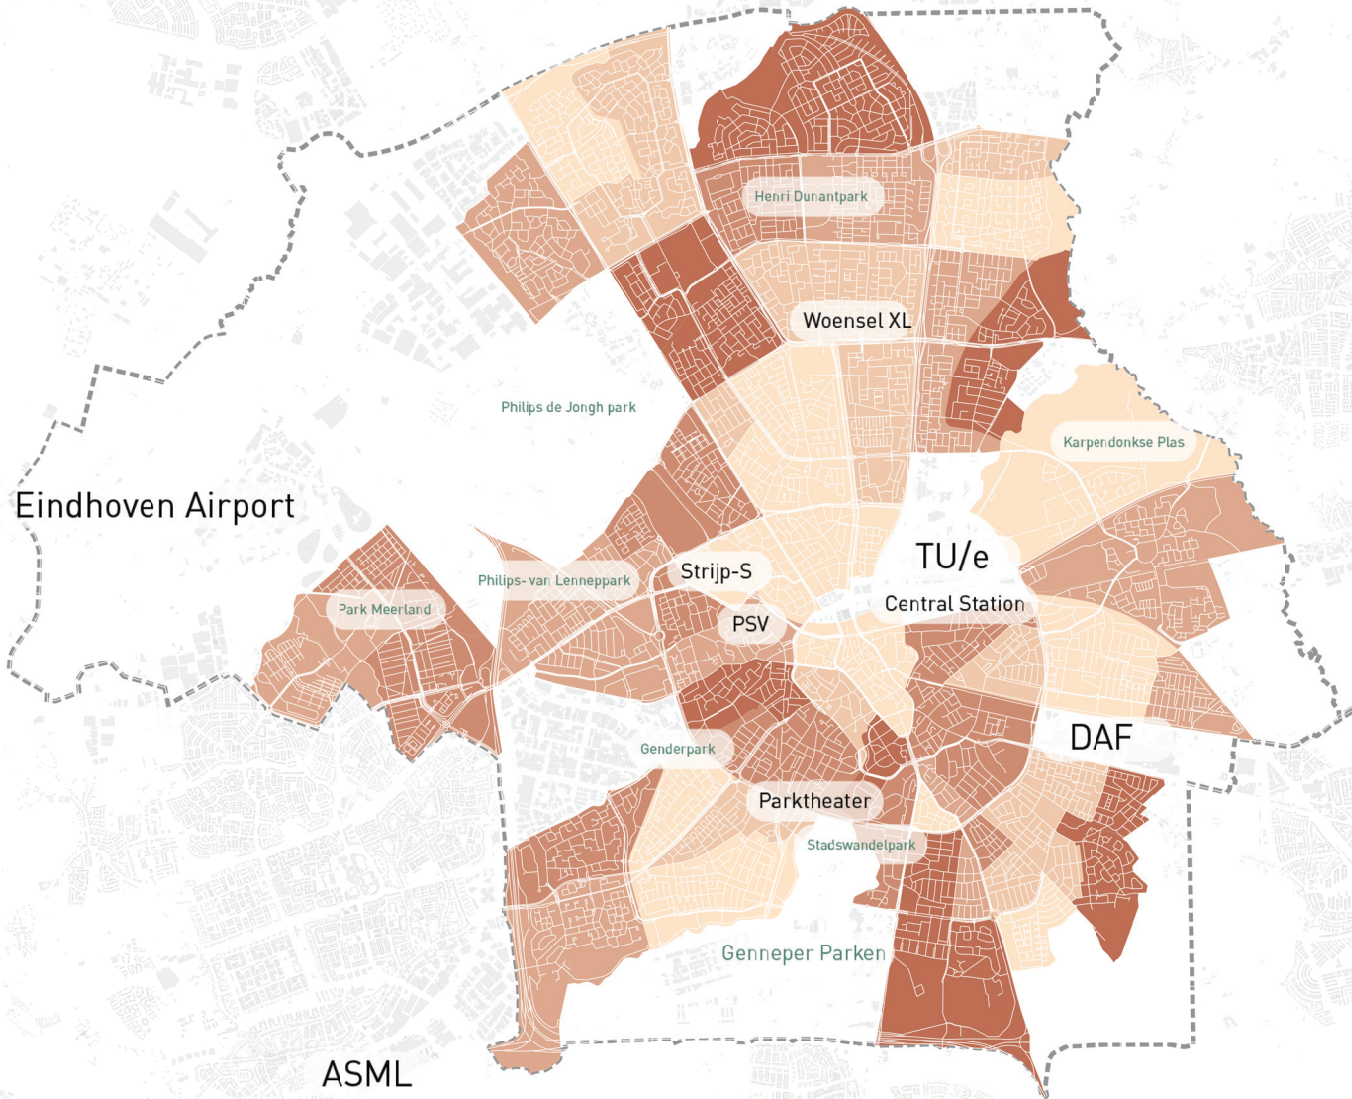 Henri Dunantpark
Woensel XL
Philips de Jongh park
Karpendonkse Plas
Eindhoven Airport
TU/e
Strijp-S
Philips-van Lenneppark
Central Station
Park Meerland
PSV
DAF
Genderpark
Parktheater
Stadswandelpark
Genneper Parken
ASML